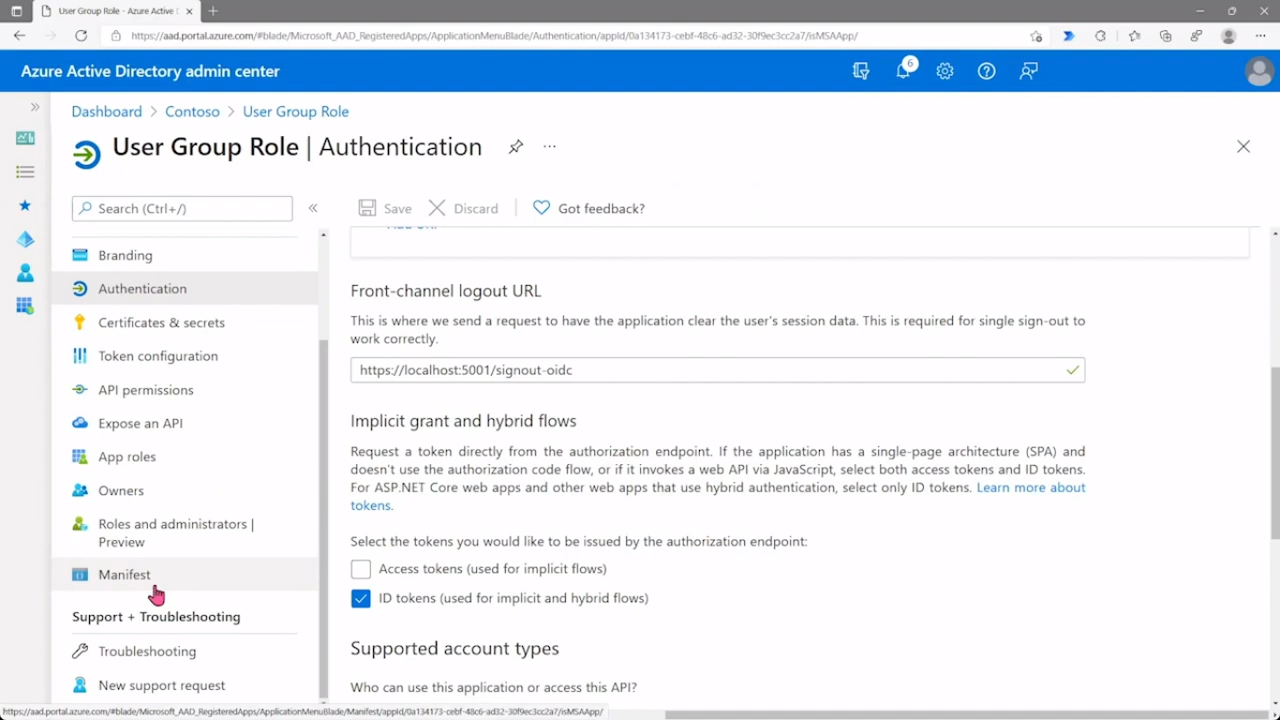 User Group Role - Azure Active D
https://aad.portal.azure.com/#blade/Microsoft_AAD_RegisteredApps/ApplicationMenuBlade/Authentication/appId/0a134173-cebf-48c6-ad32-30f9ec3cc2a7/isMSAApp/
Azure Active Directory admin center
6
Dashboard > Contoso > User Group Role
User Group Role | Authentication
Search (Ctrl+/)
Save
Discard
Got feedback?
Branding
Authentication
Certificates & secrets
Token configuration
API permissions
Expose an API
App roles
Owners
Roles and administrators |
Preview
Manifest
Support + Troubleshooting
Troubleshooting
New support request
Add URI
Front-channel logout URL
This is where we send a request to have the application clear the user's session data. This is required for single sign-out to
work correctly.
https://localhost:5001/signout-oidc
Implicit grant and hybrid flows
Request a token directly from the authorization endpoint. If the application has a single-page architecture (SPA) and
doesn't use the authorization code flow, or if it invokes a web API via JavaScript, select both access tokens and ID tokens.
For ASP.NET Core web apps and other web apps that use hybrid authentication, select only ID tokens. Learn more about
tokens.
Select the tokens you would like to be issued by the authorization endpoint:
Access tokens (used for implicit flows)
ID tokens (used for implicit and hybrid flows)
Supported account types
Who can use this application or access this API?
https://aad.portal.azure.com/#blade/Microsoft_AAD_RegisteredApps/ApplicationMenuBlade/Manifest/appId/0a134173-cebf-48c6-ad32-30f9ec3cc2a7/isMSAApp/